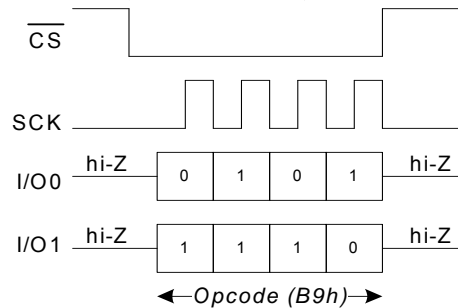 CS
SCK
hi-Z hi-Z
I/O0 0 1 0 1
hi-Z hi-Z
I/O1 1 1 1 0
Opcode (B9h)